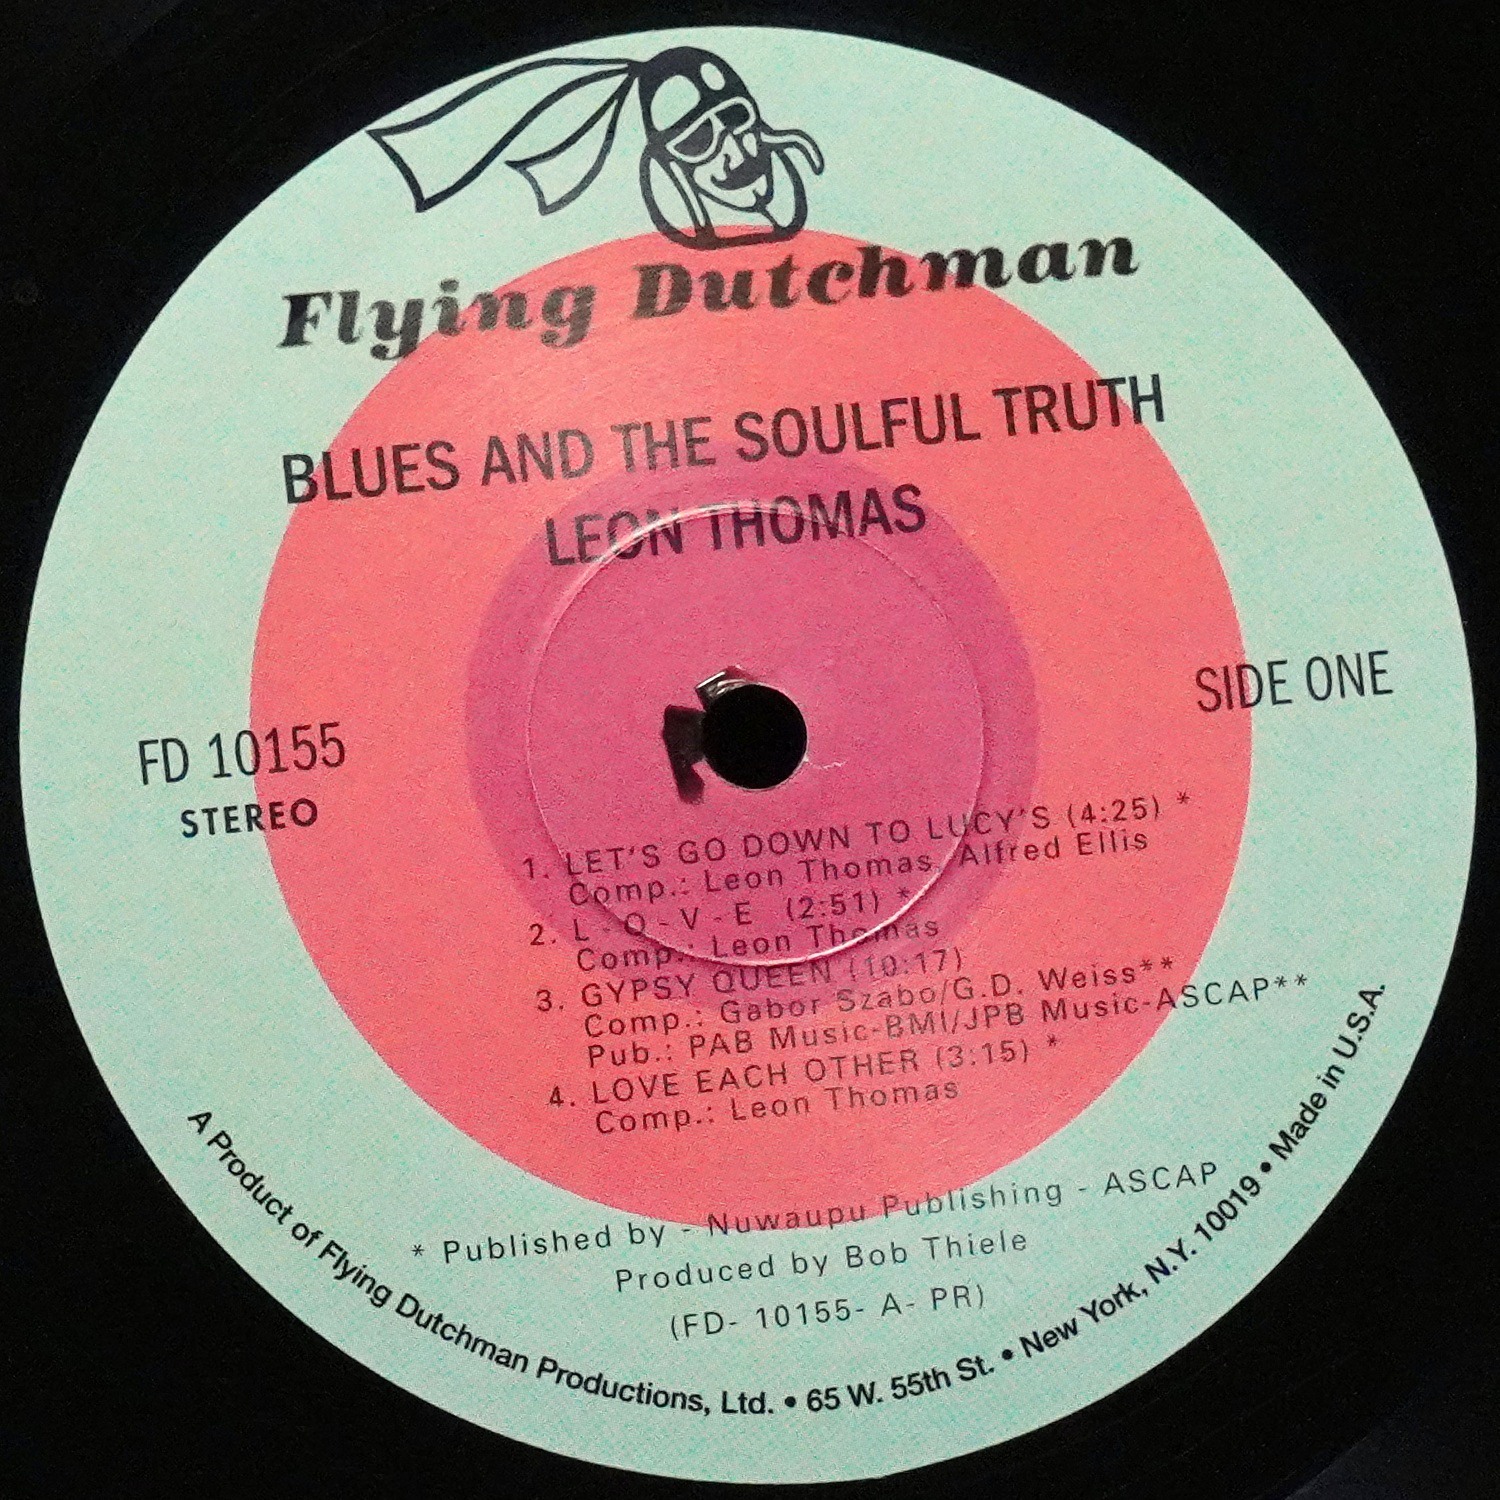 Flying Dutchman
BLUES AND THE SOULFUL TRUTH
LEON THOMAS
SIDE ONE
FD 10155
STEREO
1. LET'S GO DOWN TO LUCY'S (4:25) *
Comp.: Leon Thomas, Alfred Ellis
2. L - O - V - E (2:51) *
Comp.: Leon Thomas
3. GYPSY QUEEN (10:17)
Comp.: Gabor Szabo/G.D. Weiss**
Pub.: PAB Music-BMI/JPB Music-ASCAP**
4. LOVE EACH OTHER (3:15) *
Comp.: Leon Thomas
* Published by - Nuwaupu Publishing - ASCAP
Produced by Bob Thiele
(FD- 10155- A- PR)
A Product of Flying Dutchman Productions, Ltd. • 65 W. 55th St. • New York, N.Y. 10019 • Made in U.S.A.